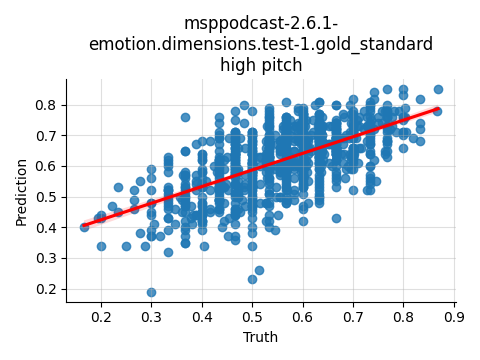 msppodcast-2.6.1-
emotion.dimensions.test-1.gold_standard
high pitch
Prediction
0.8
0.7
0.6
0.5
0.4
0.3
0.2
0.2 0.3 0.4 0.5 0.6 0.7 0.8 0.9
Truth